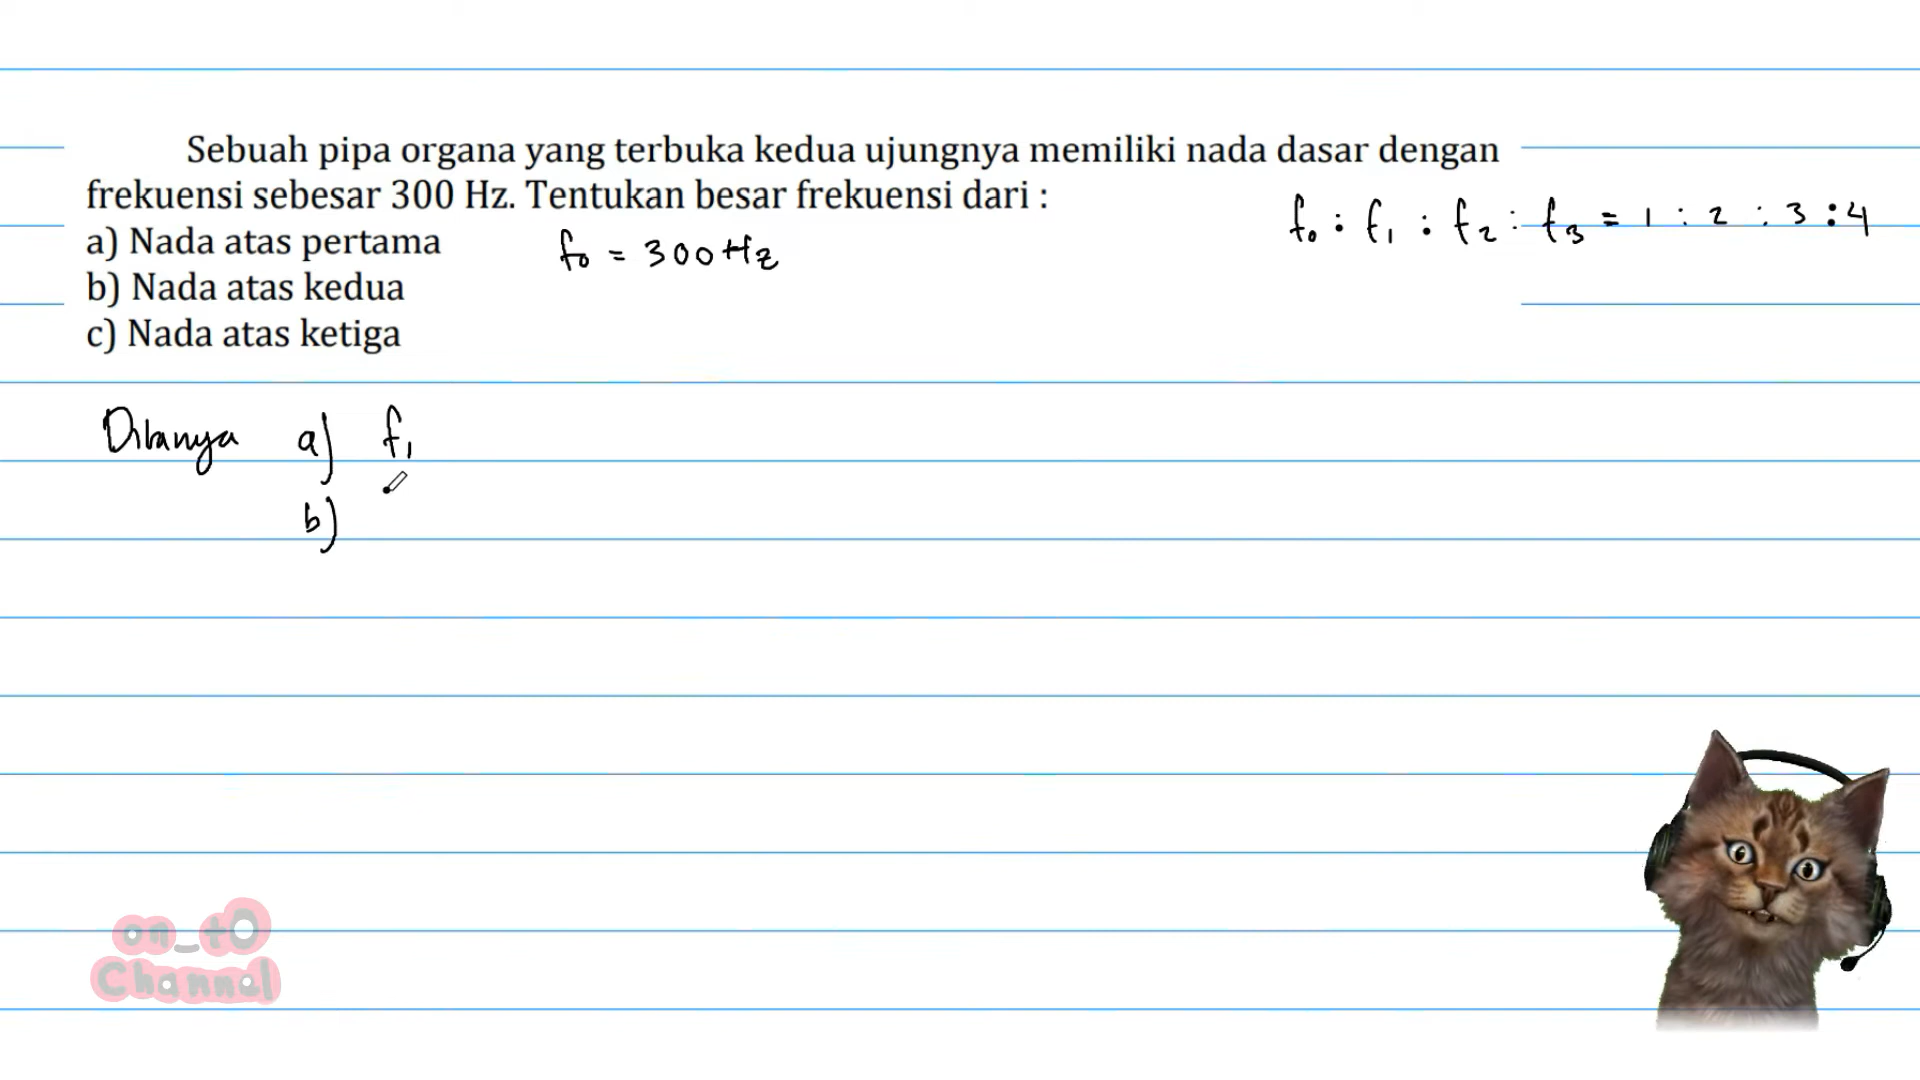 Sebuah pipa organa yang terbuka kedua ujungnya memiliki nada dasar dengan
frekuensi sebesar 300 Hz. Tentukan besar frekuensi dari :
f₀ : f₁ : f₂ : f₃ = 1 : 2 : 3 : 4
a) Nada atas pertama
f₀ = 300 Hz
b) Nada atas kedua
c) Nada atas ketiga
Ditanya a) f₁
b)
on_tO
Channel